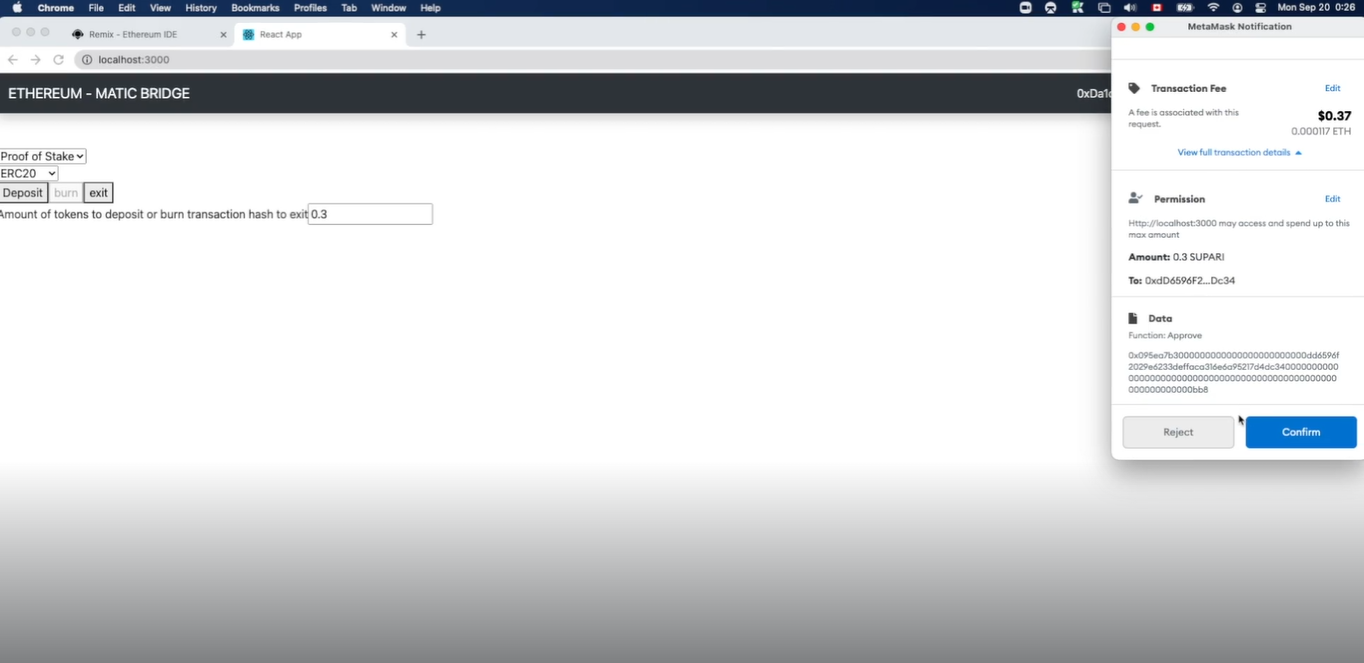 Chrome File Edit View History Bookmarks Profiles Tab Window Help
Mon Sep 20 0:26
Remix - Ethereum IDE
React App
localhost:3000
ETHEREUM - MATIC BRIDGE
0xDa1
Proof of Stake
ERC20
Deposit burn exit
Amount of tokens to deposit or burn transaction hash to exit 0.3
MetaMask Notification
Transaction Fee Edit
A fee is associated with this
request.
$0.37
0.000117 ETH
View full transaction details
Permission Edit
Http://localhost:3000 may access and spend up to this
max amount
Amount: 0.3 SUPARI
To: 0xdD6596F2...Dc34
Data
Function: Approve
Reject Confirm